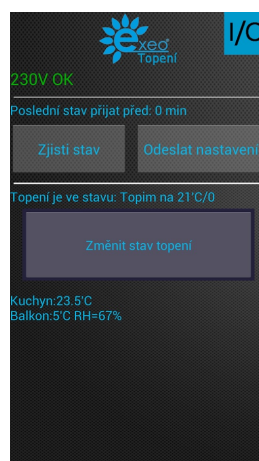 exeo
Topení
I/O
230V OK
Poslední stav přijat před: 0 min
Zjisti stav
Odeslat nastavení
Topení je ve stavu: Topim na 21'C/0
Změnit stav topení
Kuchyn:23.5'C
Balkon:5'C RH=67%